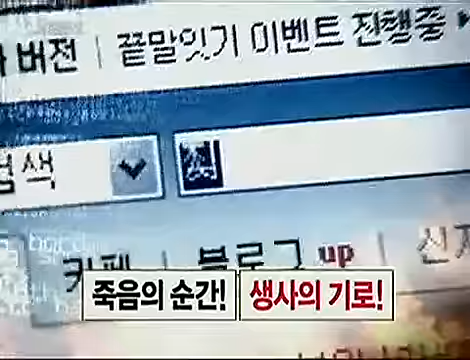 버전 | 끝말잇기 이벤트 진행중
검색
카페 | 블로그 up |
죽음의 순간! 생사의 기로!